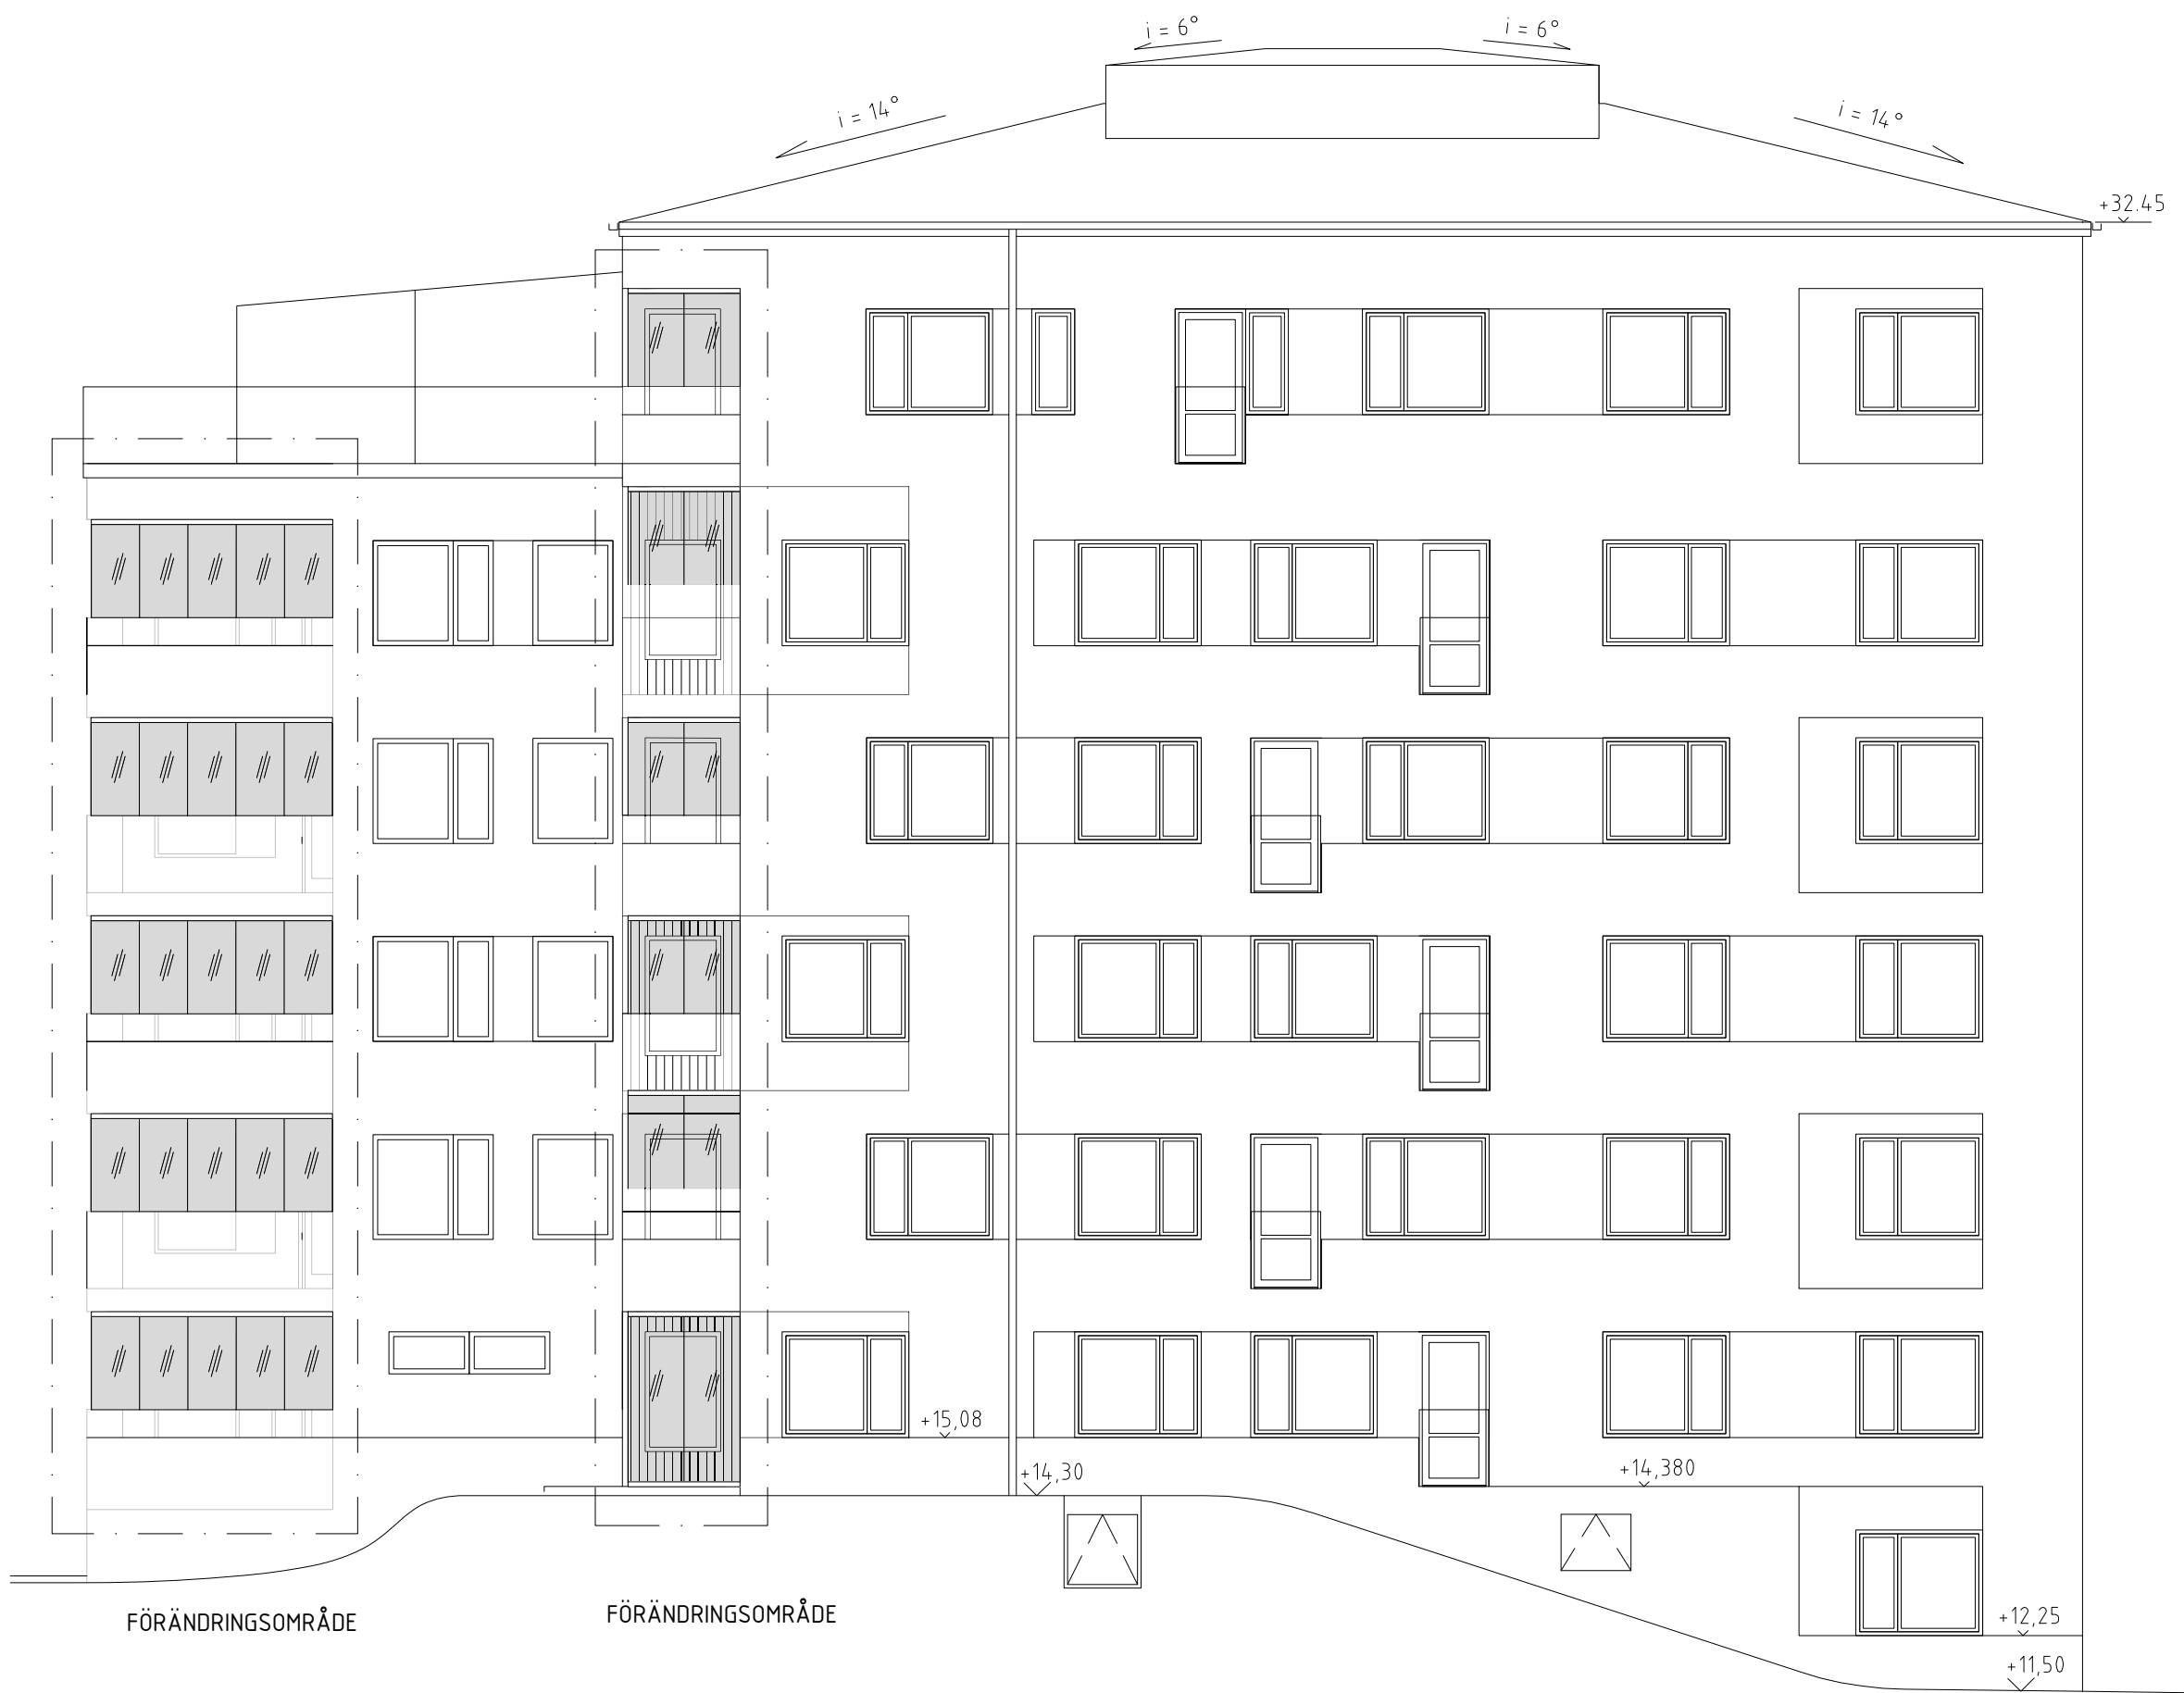 i = 6°
i = 6°
i = 14°
i = 14°
+32.45
+15,08
+14,30
+14,380
+12,25
+11,50
FÖRÄNDRINGSOMRÅDE
FÖRÄNDRINGSOMRÅDE